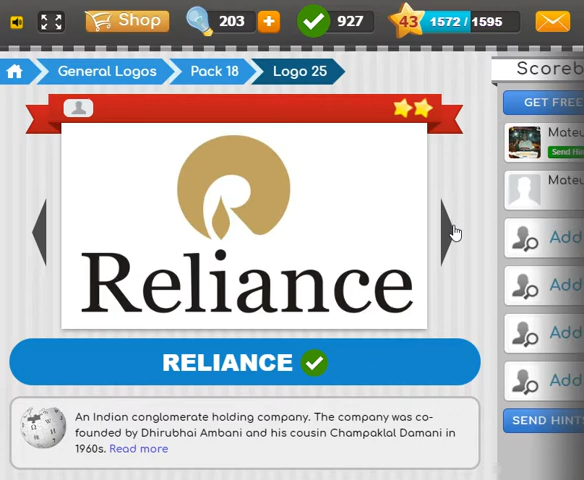 Shop 203 927 43 1572 / 1595
General Logos Pack 18 Logo 25
Scoreb
GET FREE
Mateu
Send Hin
Mateu
Add
Add
Add
Add
SEND HINTS
Reliance
RELIANCE
An Indian conglomerate holding company. The company was co-
founded by Dhirubhai Ambani and his cousin Champaklal Damani in
1960s. Read more